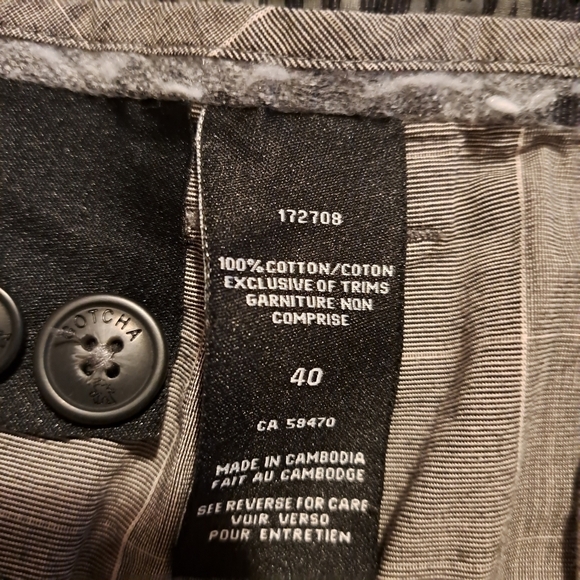 172708
100% COTTON/COTON
EXCLUSIVE OF TRIMS
GARNITURE NON
COMPRISE
40
CA 59470
MADE IN CAMBODIA
FAIT AU CAMBODGE
SEE REVERSE FOR CARE
VOIR VERSO
POUR ENTRETIEN
GOTCHA